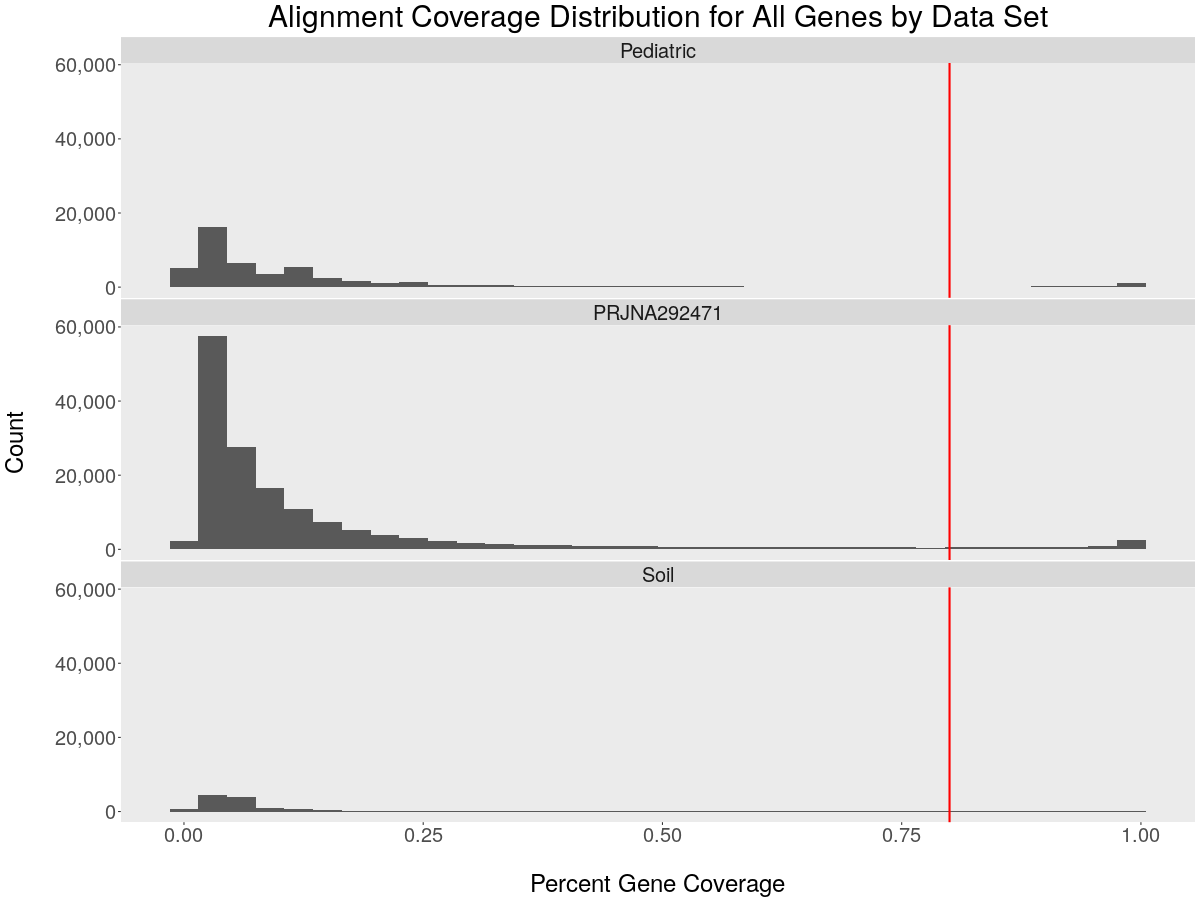 Alignment Coverage Distribution for All Genes by Data Set
Pediatric
60,000
40,000
20,000
0
PRJNA292471
60,000
40,000
20,000
0
Soil
60,000
40,000
20,000
0
0.00 0.25 0.50 0.75 1.00
Count
Percent Gene Coverage